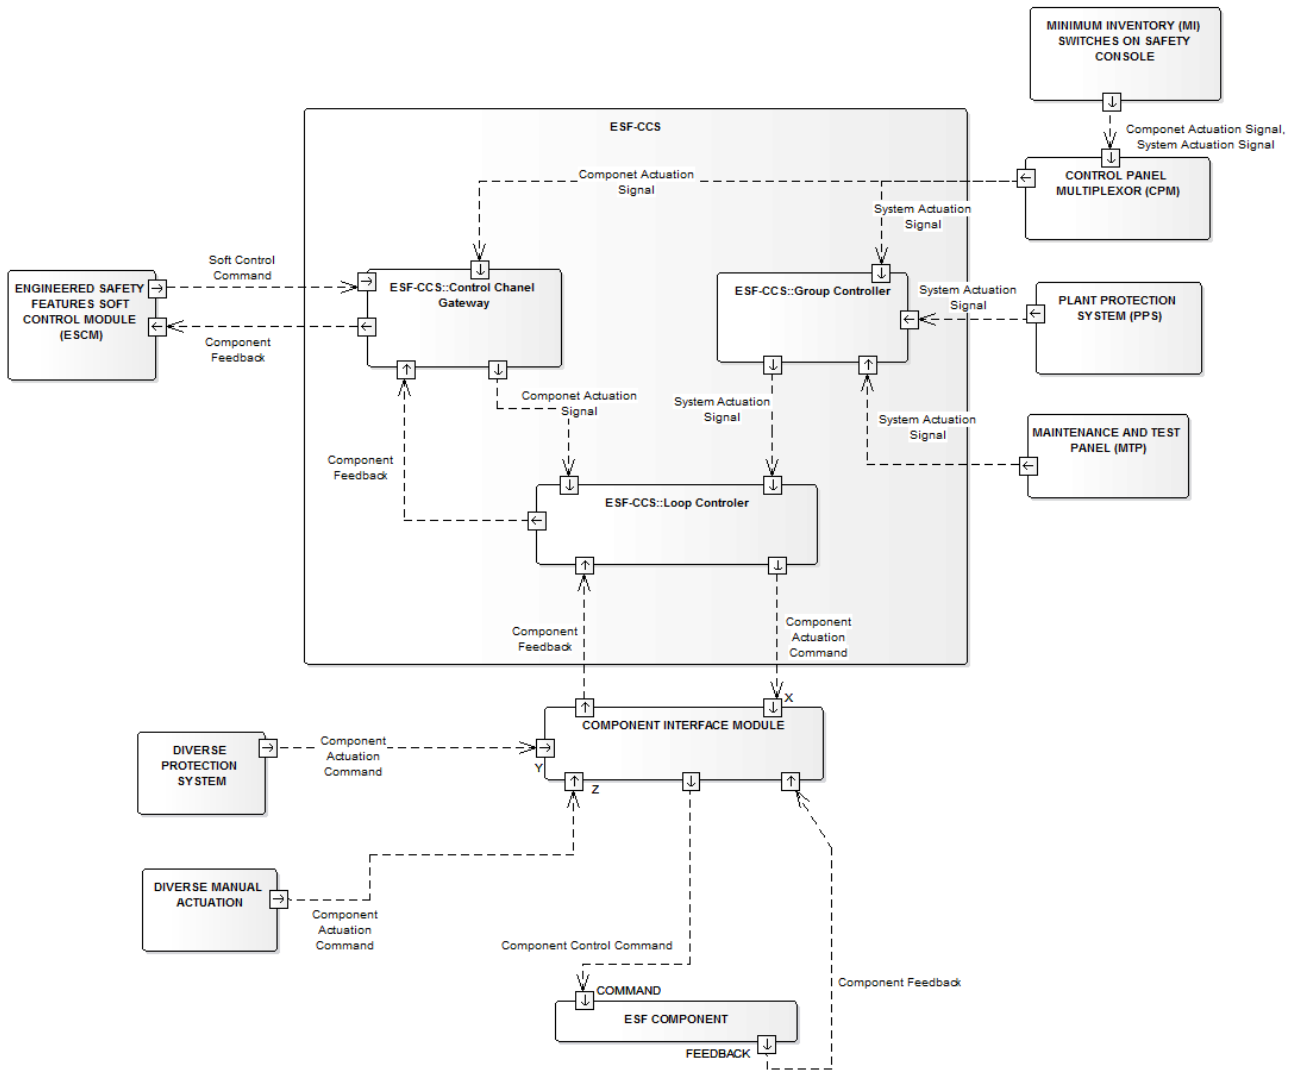 MINIMUM INVENTORY (MI)
SWITCHES ON SAFETY
CONSOLE
ESF-CCS
Componet Actuation Signal,
System Actuation Signal
Componet Actuation
Signal
CONTROL PANEL
MULTIPLEXOR (CPM)
System Actuation
Signal
Soft Control
Command
ENGINEERED SAFETY
FEATURES SOFT
CONTROL MODULE
(ESCM)
ESF-CCS::Control Chanel
Gateway
ESF-CCS::Group Controller
System Actuation
Signal
PLANT PROTECTION
SYSTEM (PPS)
Component
Feedback
Componet Actuation
Signal
System Actuation
Signal
System Actuation
Signal
MAINTENANCE AND TEST
PANEL (MTP)
Component
Feedback
ESF-CCS::Loop Controler
Component
Feedback
Component
Actuation
Command
X
COMPONENT INTERFACE MODULE
DIVERSE
PROTECTION
SYSTEM
Component
Actuation
Command
Y
Z
DIVERSE MANUAL
ACTUATION
Component
Actuation
Command
Component Control Command
Component Feedback
COMMAND
ESF COMPONENT
FEEDBACK